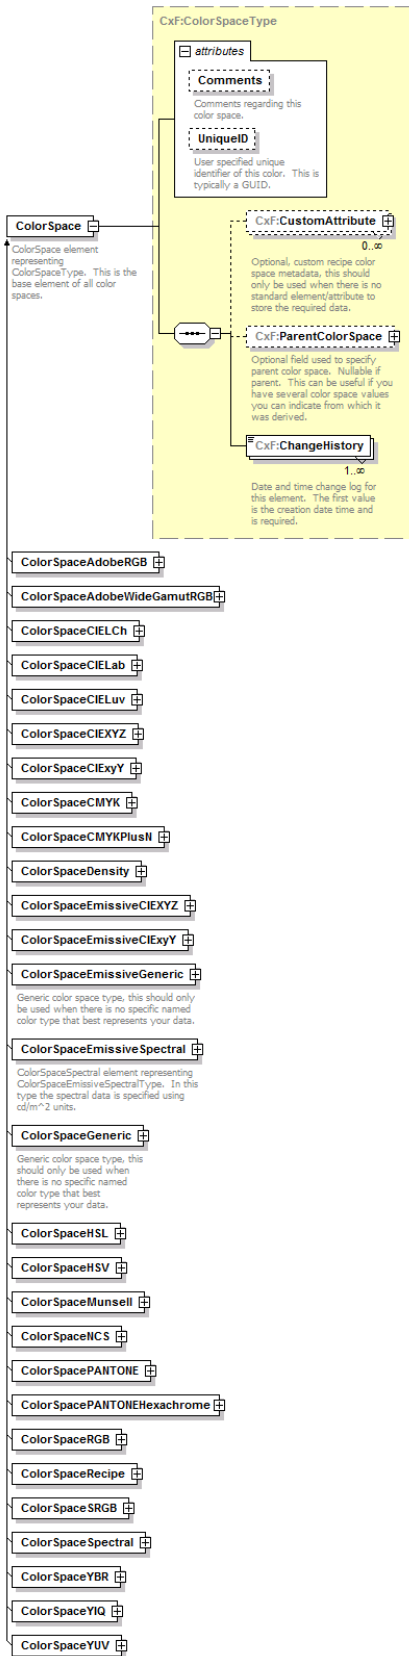 CxF:ColorSpaceType
attributes
Comments
Comments regarding this
color space.
UniqueID
User specified unique
identifier of this color. This is
typically a GUID.
ColorSpace
ColorSpace element
representing
ColorSpaceType. This is the
base element of all color
spaces.
CxF:CustomAttribute
0..∞
Optional, custom recipe color
space metadata, this should
only be used when there is no
standard element/attribute to
store the required data.
CxF:ParentColorSpace
Optional field used to specify
parent color space. Nullable if
parent. This can be useful if you
have several color space values
you can indicate from which it
was derived.
CxF:ChangeHistory
1..∞
Date and time change log for
this element. The first value
is the creation date time and
is required.
ColorSpaceAdobeRGB
ColorSpaceAdobeWideGamutRGB
ColorSpaceCIELCh
ColorSpaceCIELab
ColorSpaceCIELuv
ColorSpaceCIEXYZ
ColorSpaceCIExyY
ColorSpaceCMYK
ColorSpaceCMYKPlusN
ColorSpaceDensity
ColorSpaceEmissiveCIEXYZ
ColorSpaceEmissiveCIExyY
ColorSpaceEmissiveGeneric
Generic color space type, this should only
be used when there is no specific named
color type that best represents your data.
ColorSpaceEmissiveSpectral
ColorSpaceSpectral element representing
ColorSpaceEmissiveSpectralType. In this
type the spectral data is specified using
cd/m^2 units.
ColorSpaceGeneric
Generic color space type, this
should only be used when
there is no specific named
color type that best
represents your data.
ColorSpaceHSL
ColorSpaceHSV
ColorSpaceMunsell
ColorSpaceNCS
ColorSpacePANTONE
ColorSpacePANTONEHexachrome
ColorSpaceRGB
ColorSpaceRecipe
ColorSpaceSRGB
ColorSpaceSpectral
ColorSpaceYBR
ColorSpaceYIQ
ColorSpaceYUV